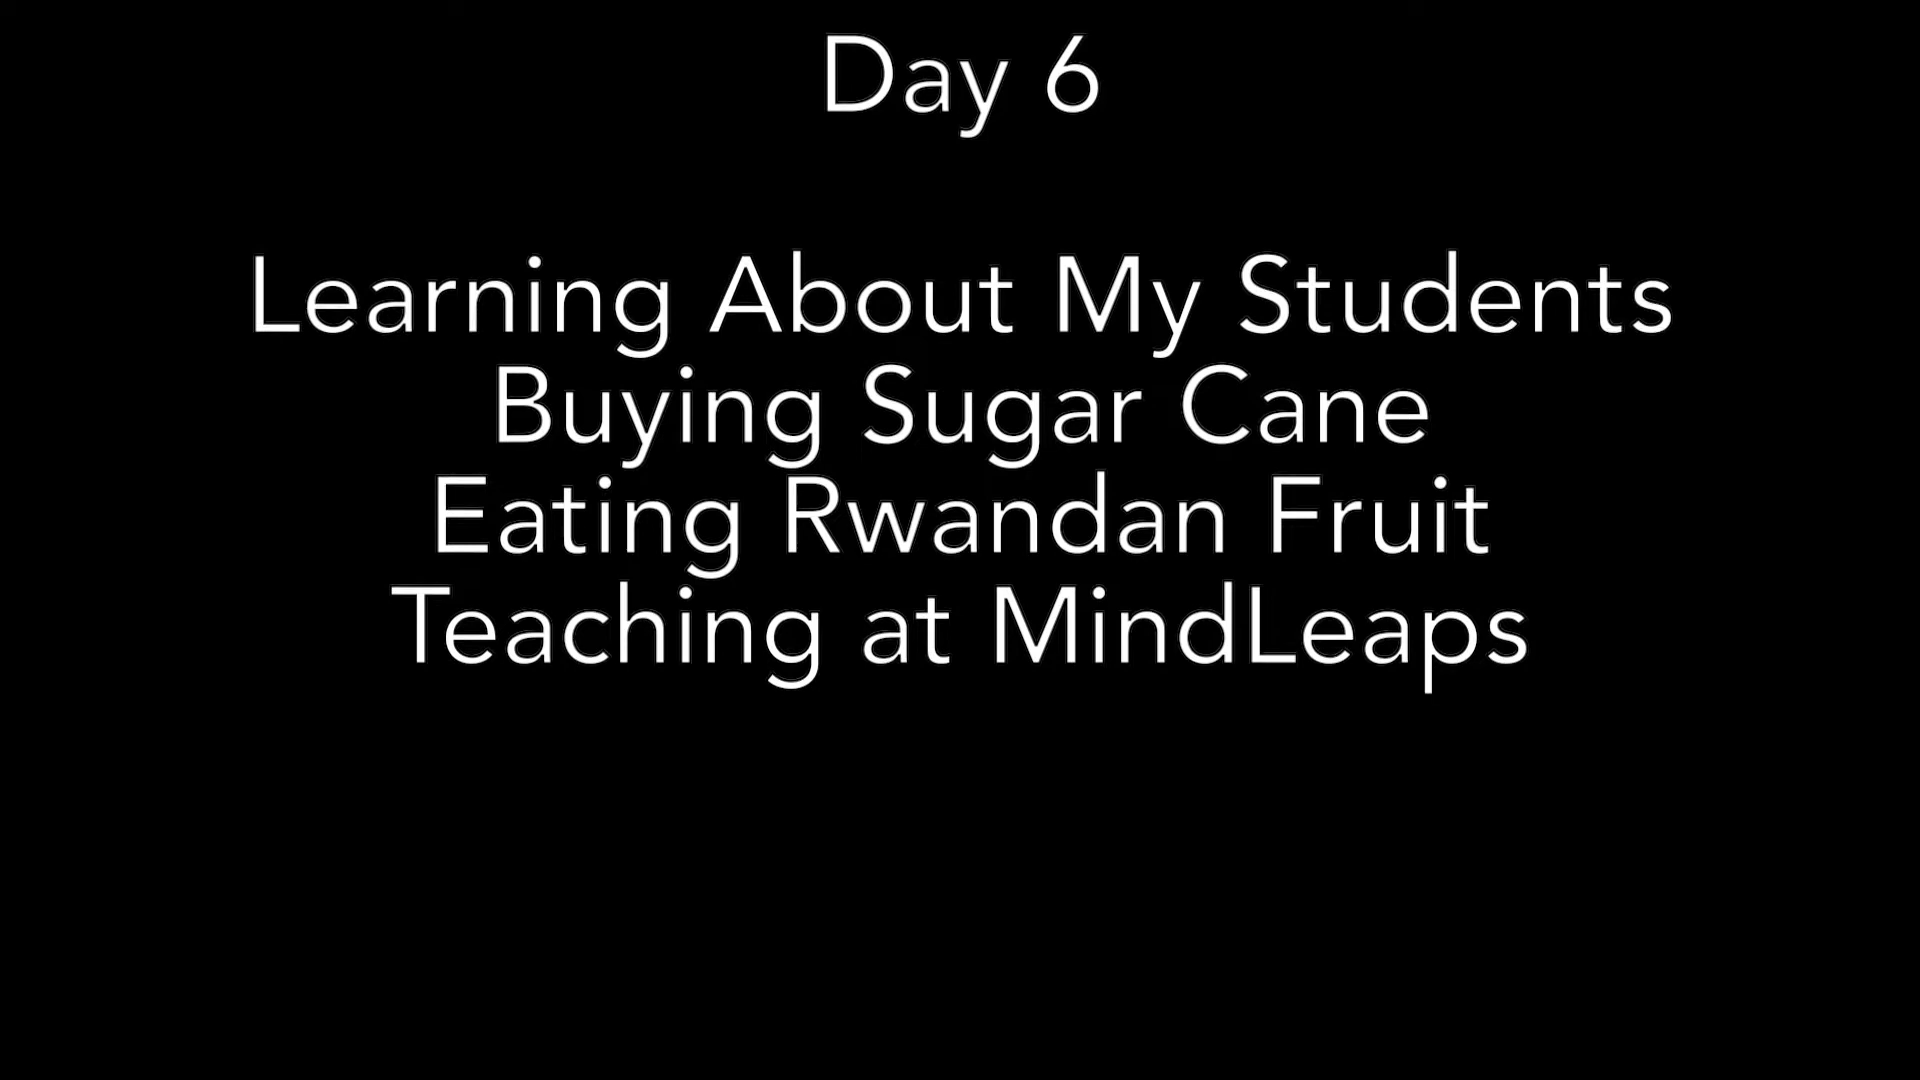 Day 6
Learning About My Students
Buying Sugar Cane
Eating Rwandan Fruit
Teaching at MindLeaps